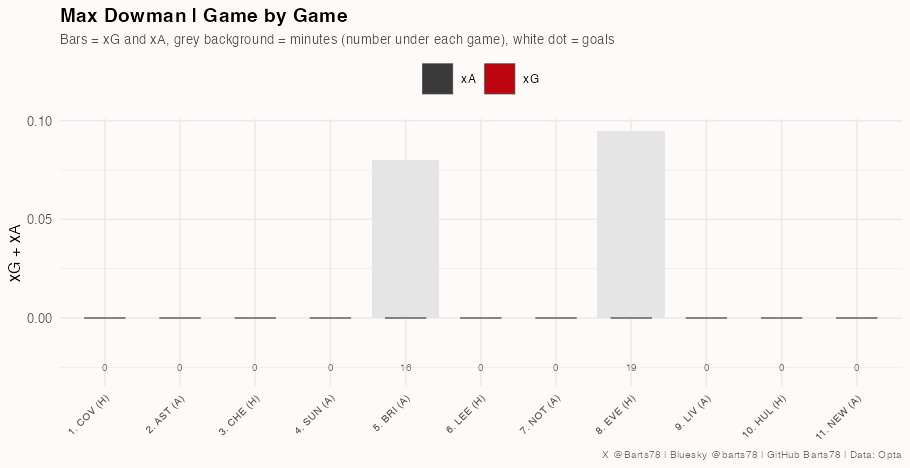 Max Dowman | Game by Game
Bars = xG and xA, grey background = minutes (number under each game), white dot = goals
xA xG
xG + xA
0.10
0.05
0.00
0 0 0 0 16 0 0 19 0 0 0
1. COV (H)
2. AST (A)
3. CHE (H)
4. SUN (A)
5. BRI (A)
6. LEE (H)
7. NOT (A)
8. EVE (H)
9. LIV (A)
10. HUL (H)
11. NEW (A)
X @Barts78 | Bluesky @barts78 | GitHub Barts78 | Data: Opta